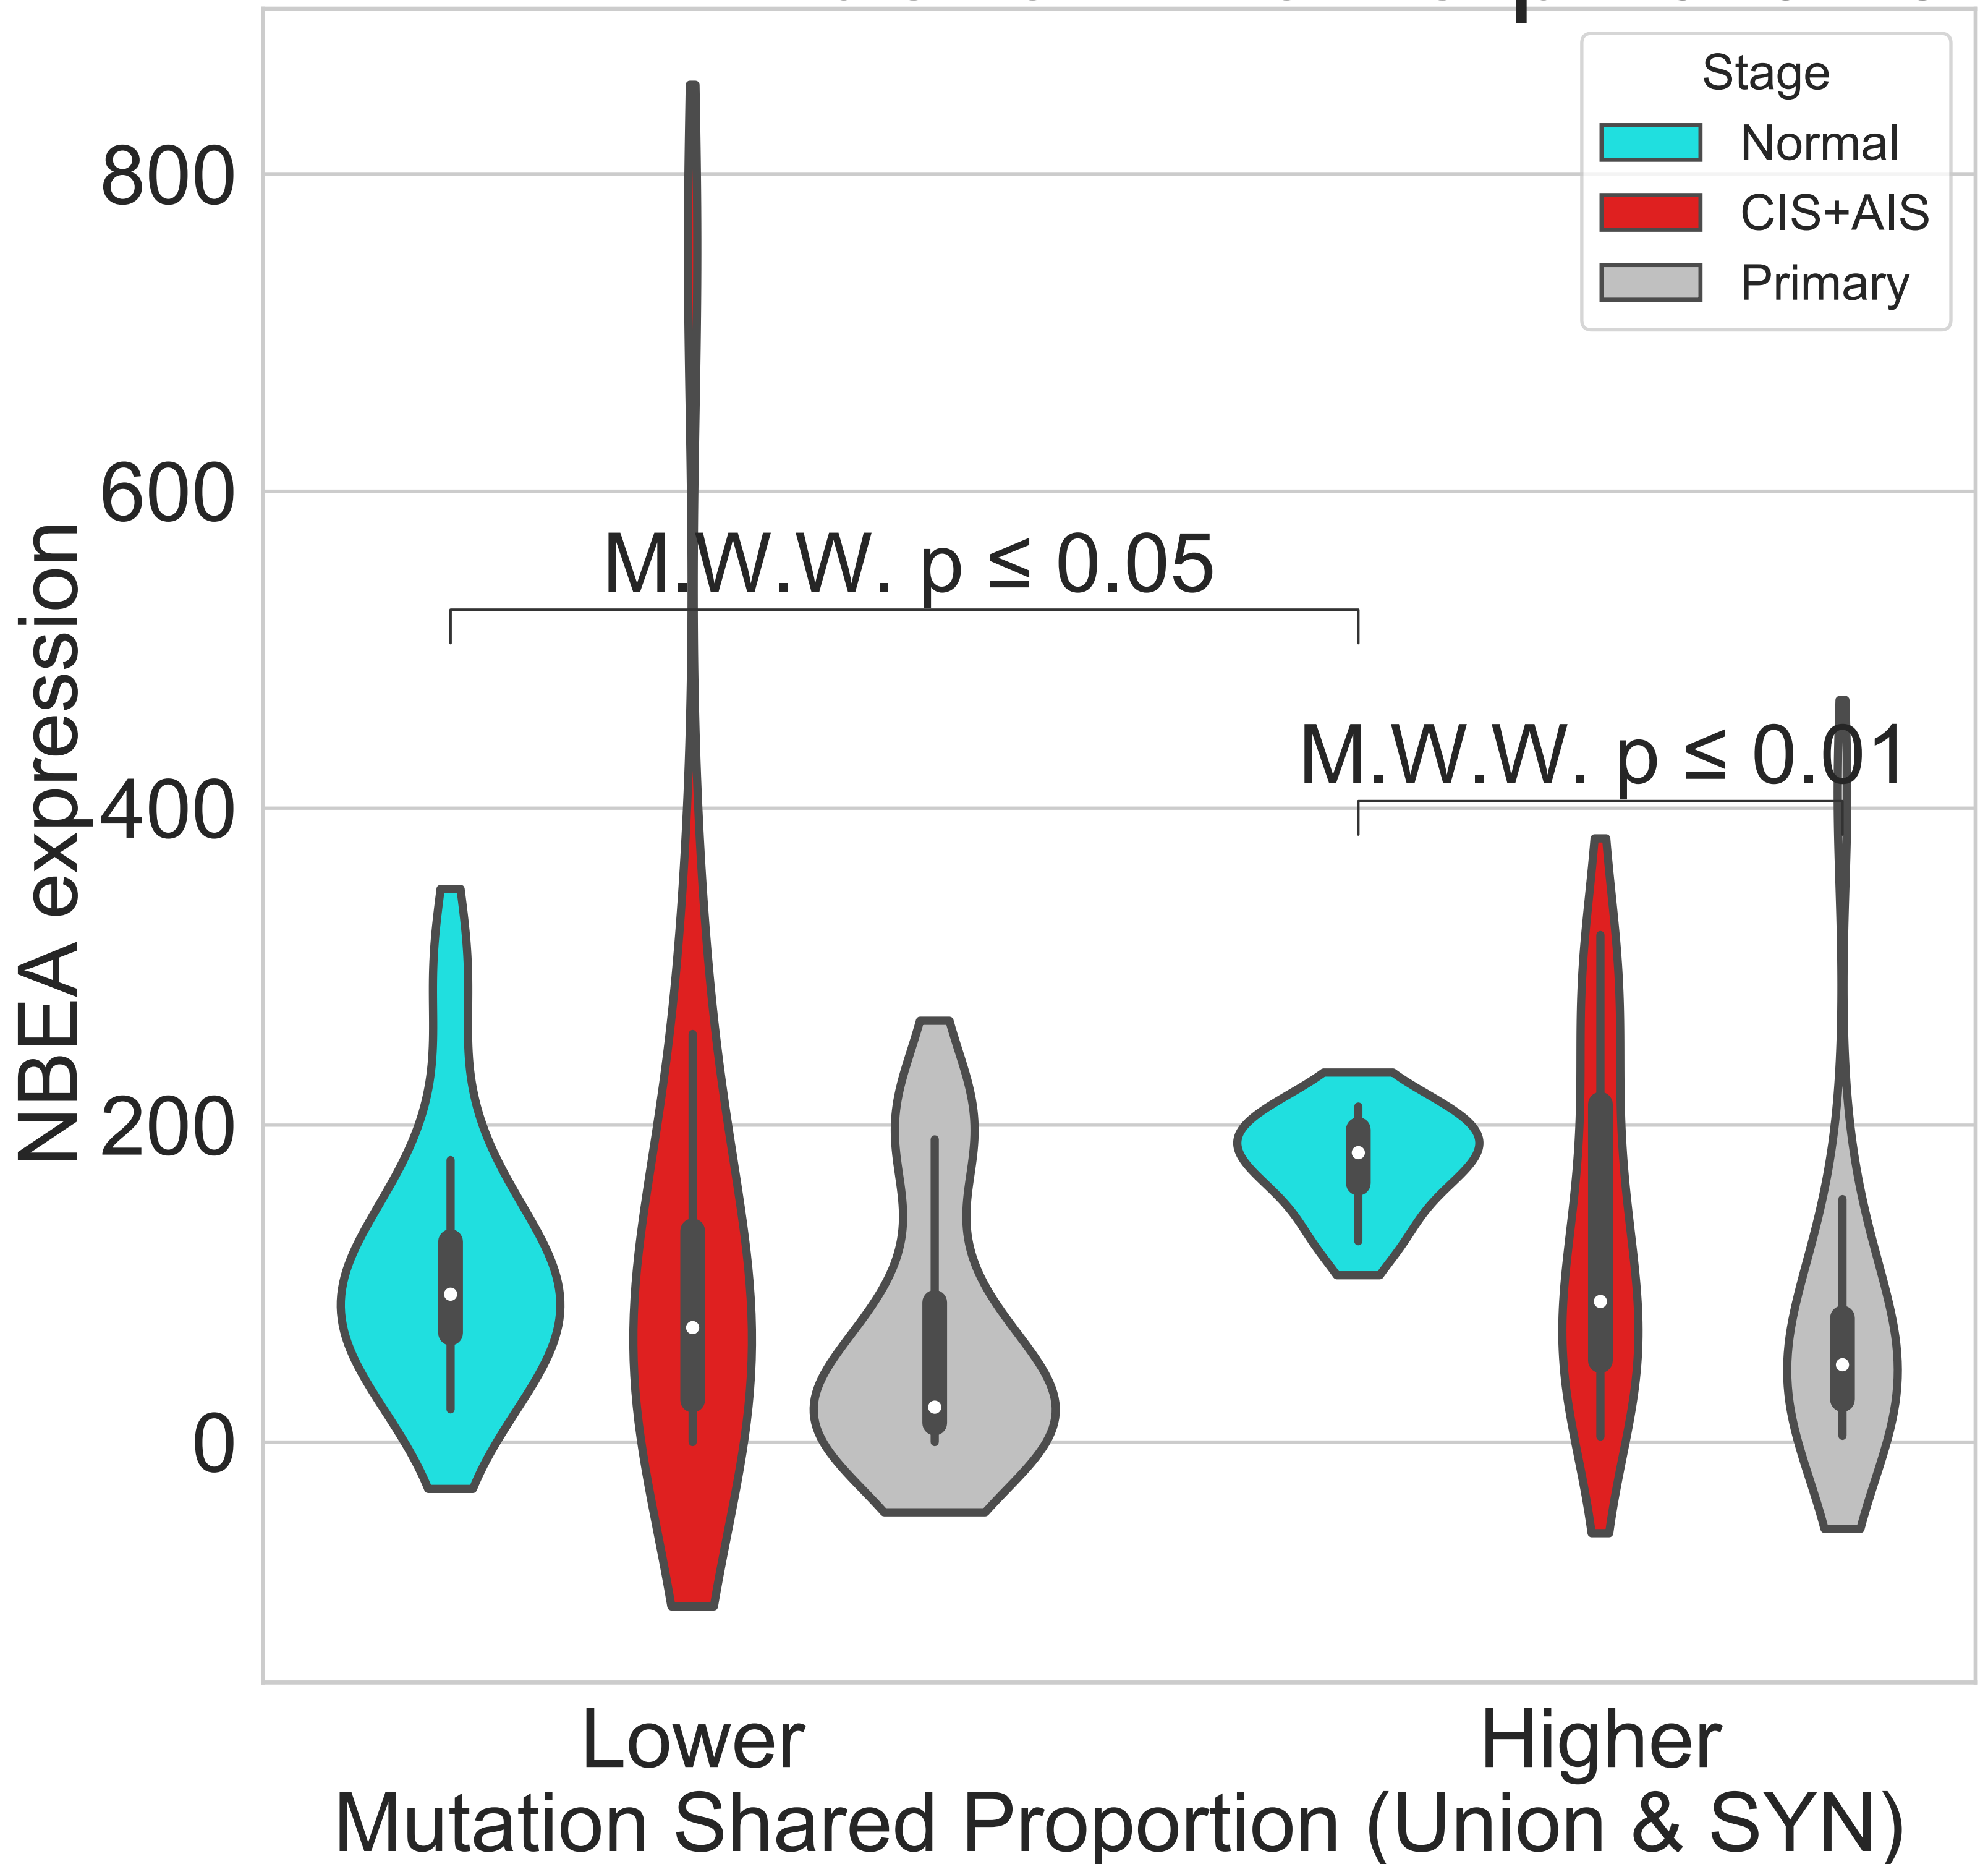 Stage
Normal
CIS+AIS
Primary
800
600
400
200
0
NBEA expression
M.W.W. p ≤ 0.05
M.W.W. p ≤ 0.01
Lower
Higher
Mutation Shared Proportion (Union & SYN)